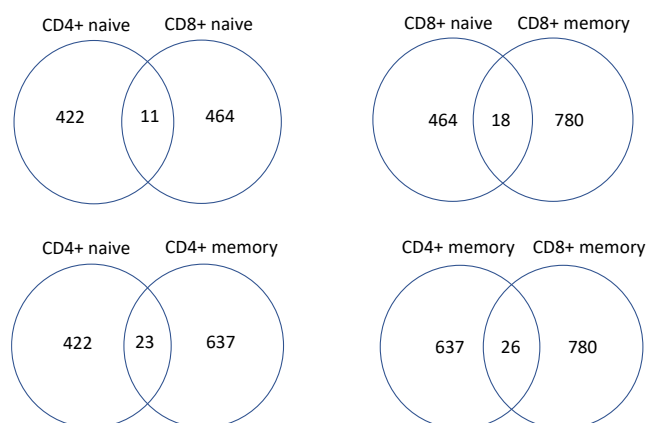 CD4+ naive CD8+ naive
422 11 464
CD8+ naive CD8+ memory
464 18 780
CD4+ naive CD4+ memory
422 23 637
CD4+ memory CD8+ memory
637 26 780